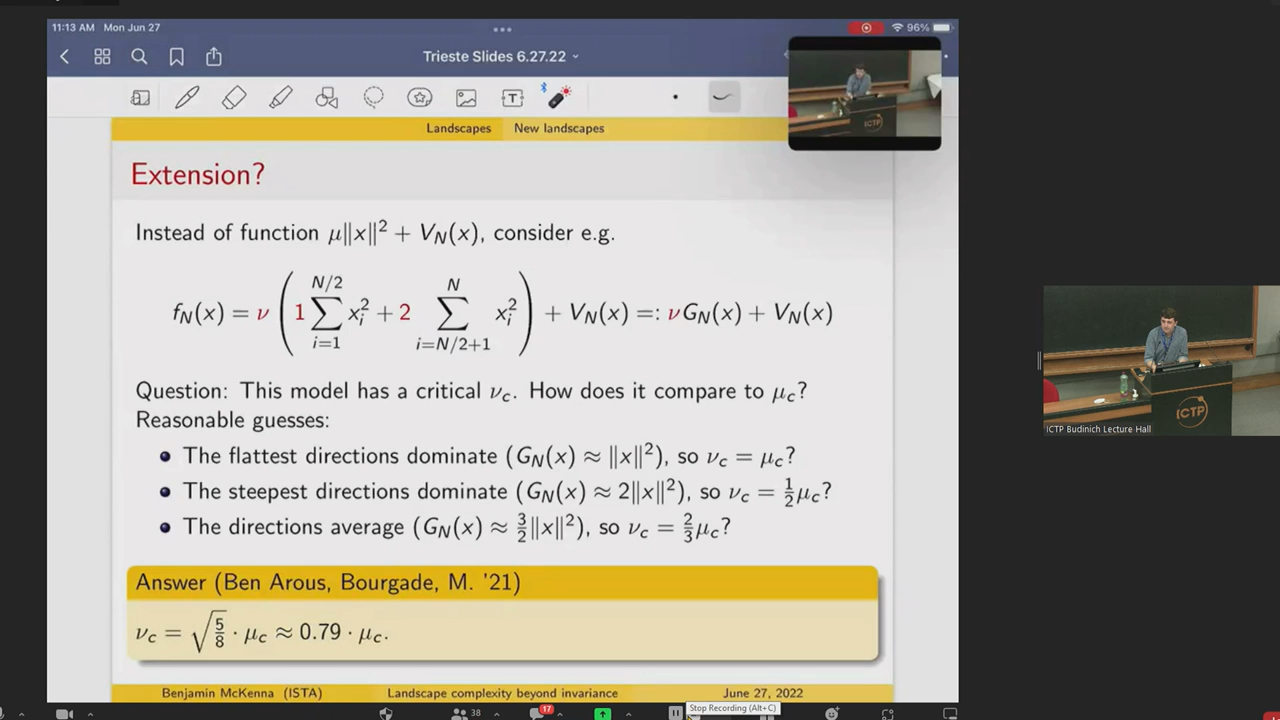 11:13 AM Mon Jun 27
96%
Trieste Slides 6.27.22
T
Landscapes New landscapes
Extension?
Instead of function μ‖x‖² + V_N(x), consider e.g.
f_N(x) = ν ( 1 ∑_{i=1}^{N/2} x_i² + 2 ∑_{i=N/2+1}^{N} x_i² ) + V_N(x) =: νG_N(x) + V_N(x)
Question: This model has a critical ν_c. How does it compare to μ_c?
Reasonable guesses:
• The flattest directions dominate (G_N(x) ≈ ‖x‖²), so ν_c = μ_c?
• The steepest directions dominate (G_N(x) ≈ 2‖x‖²), so ν_c = ½μ_c?
• The directions average (G_N(x) ≈ 3/2‖x‖²), so ν_c = 2/3μ_c?
Answer (Ben Arous, Bourgade, M. '21)
ν_c = √(5/8) · μ_c ≈ 0.79 · μ_c.
Benjamin McKenna (ISTA) Landscape complexity beyond invariance June 27, 2022
ICTP
ICTP
ICTP Budinich Lecture Hall
38
17
Stop Recording (Alt+C)